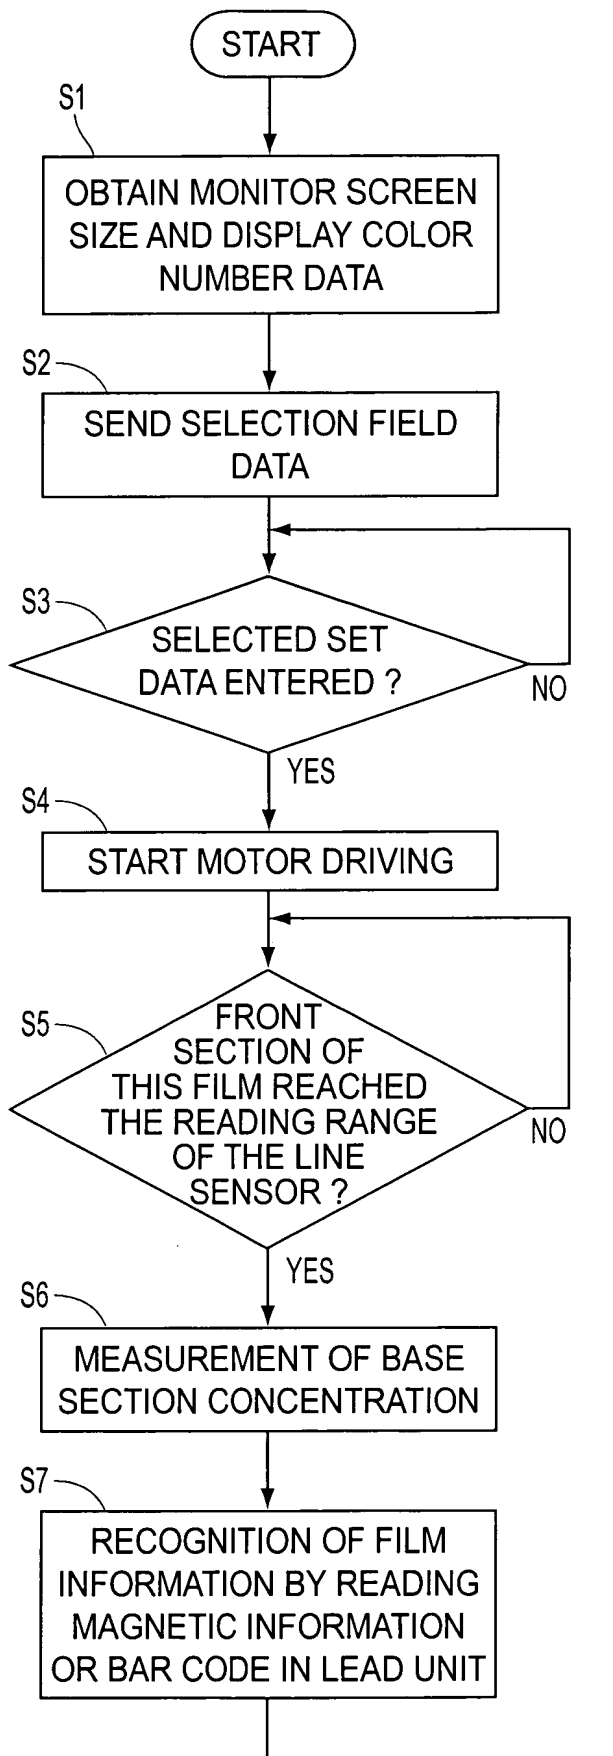 START
S1
OBTAIN MONITOR SCREEN
SIZE AND DISPLAY COLOR
NUMBER DATA
S2
SEND SELECTION FIELD
DATA
S3
SELECTED SET
DATA ENTERED ?
NO
YES
S4
START MOTOR DRIVING
S5
FRONT
SECTION OF
THIS FILM REACHED
THE READING RANGE
OF THE LINE
SENSOR ?
NO
YES
S6
MEASUREMENT OF BASE
SECTION CONCENTRATION
S7
RECOGNITION OF FILM
INFORMATION BY READING
MAGNETIC INFORMATION
OR BAR CODE IN LEAD UNIT